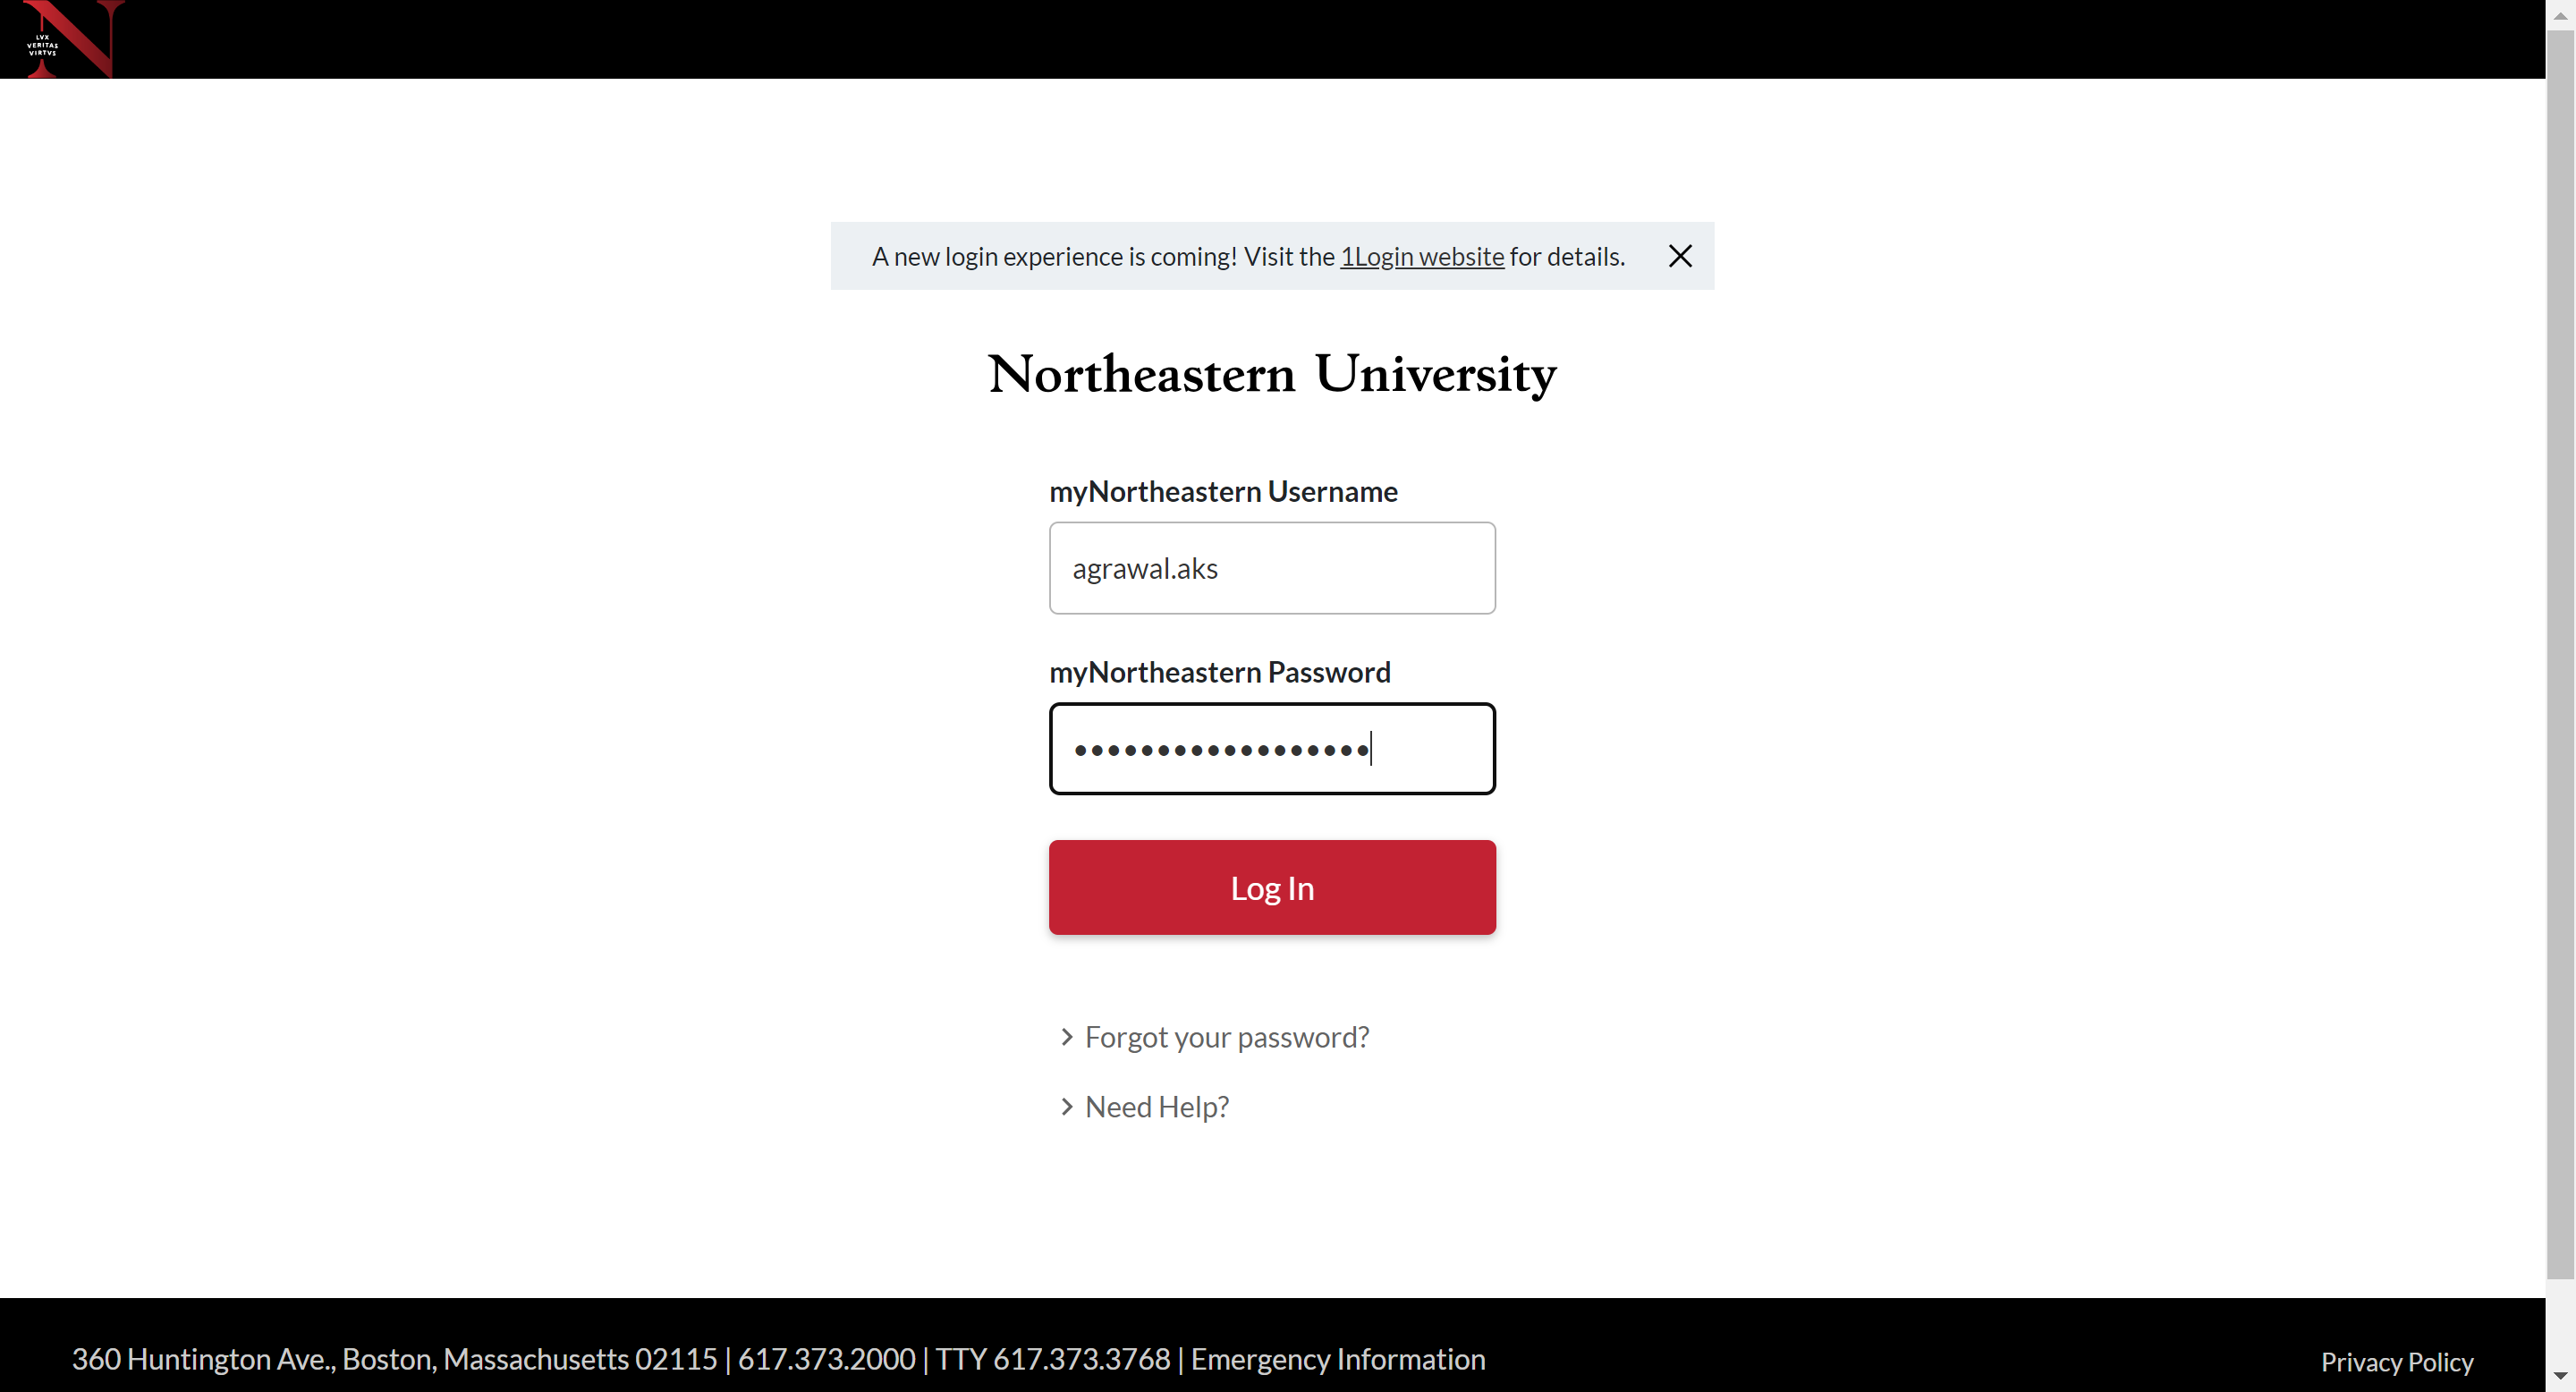 LVX
VERITAS
VIRTVS
A new login experience is coming! Visit the 1Login website for details.
Northeastern University
myNortheastern Username
agrawal.aks
myNortheastern Password
••••••••••••••••••
Log In
Forgot your password?
Need Help?
360 Huntington Ave., Boston, Massachusetts 02115 | 617.373.2000 | TTY 617.373.3768 | Emergency Information
Privacy Policy